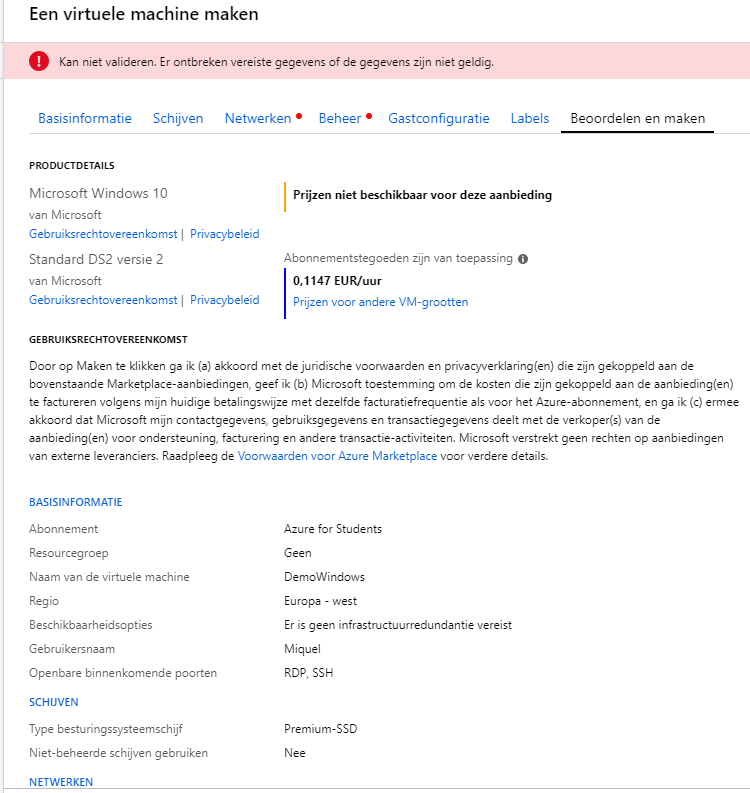 Een virtuele machine maken
Kan niet valideren. Er ontbreken vereiste gegevens of de gegevens zijn niet geldig.
Basisinformatie Schijven Netwerken Beheer Gastconfiguratie Labels Beoordelen en maken
PRODUCTDETAILS
Microsoft Windows 10
van Microsoft
Gebruiksrechtovereenkomst | Privacybeleid
Prijzen niet beschikbaar voor deze aanbieding
Standard DS2 versie 2
van Microsoft
Gebruiksrechtovereenkomst | Privacybeleid
Abonnementstegoeden zijn van toepassing
0,1147 EUR/uur
Prijzen voor andere VM-grootten
GEBRUIKSRECHTOVEREENKOMST
Door op Maken te klikken ga ik (a) akkoord met de juridische voorwaarden en privacyverklaring(en) die zijn gekoppeld aan de
bovenstaande Marketplace-aanbiedingen, geef ik (b) Microsoft toestemming om de kosten die zijn gekoppeld aan de aanbieding(en)
te factureren volgens mijn huidige betalingswijze met dezelfde facturatiefrequentie als voor het Azure-abonnement, en ga ik (c) ermee
akkoord dat Microsoft mijn contactgegevens, gebruiksgegevens en transactiegegevens deelt met de verkoper(s) van de
aanbieding(en) voor ondersteuning, facturering en andere transactie-activiteiten. Microsoft verstrekt geen rechten op aanbiedingen
van externe leveranciers. Raadpleeg de Voorwaarden voor Azure Marketplace voor verdere details.
BASISINFORMATIE
Abonnement Azure for Students
Resourcegroep Geen
Naam van de virtuele machine DemoWindows
Regio Europa - west
Beschikbaarheidsopties Er is geen infrastructuurredundantie vereist
Gebruikersnaam Miquel
Openbare binnenkomende poorten RDP, SSH
SCHIJVEN
Type besturingssysteemschijf Premium-SSD
Niet-beheerde schijven gebruiken Nee
NETWERKEN